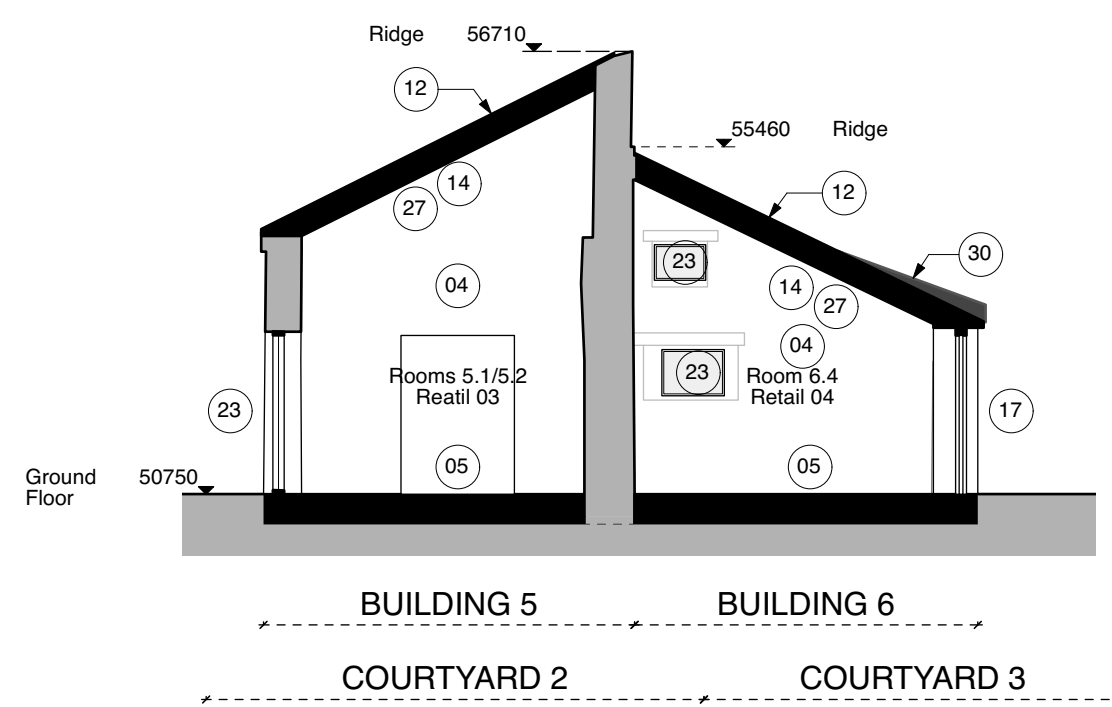 Ridge 56710
12
55460 Ridge
14
12
27
23
30
04
14
27
04
23
Rooms 5.1/5.2
Reatil 03
Room 6.4
Retail 04
23
17
05
05
Ground
Floor
50750
BUILDING 5
BUILDING 6
COURTYARD 2
COURTYARD 3